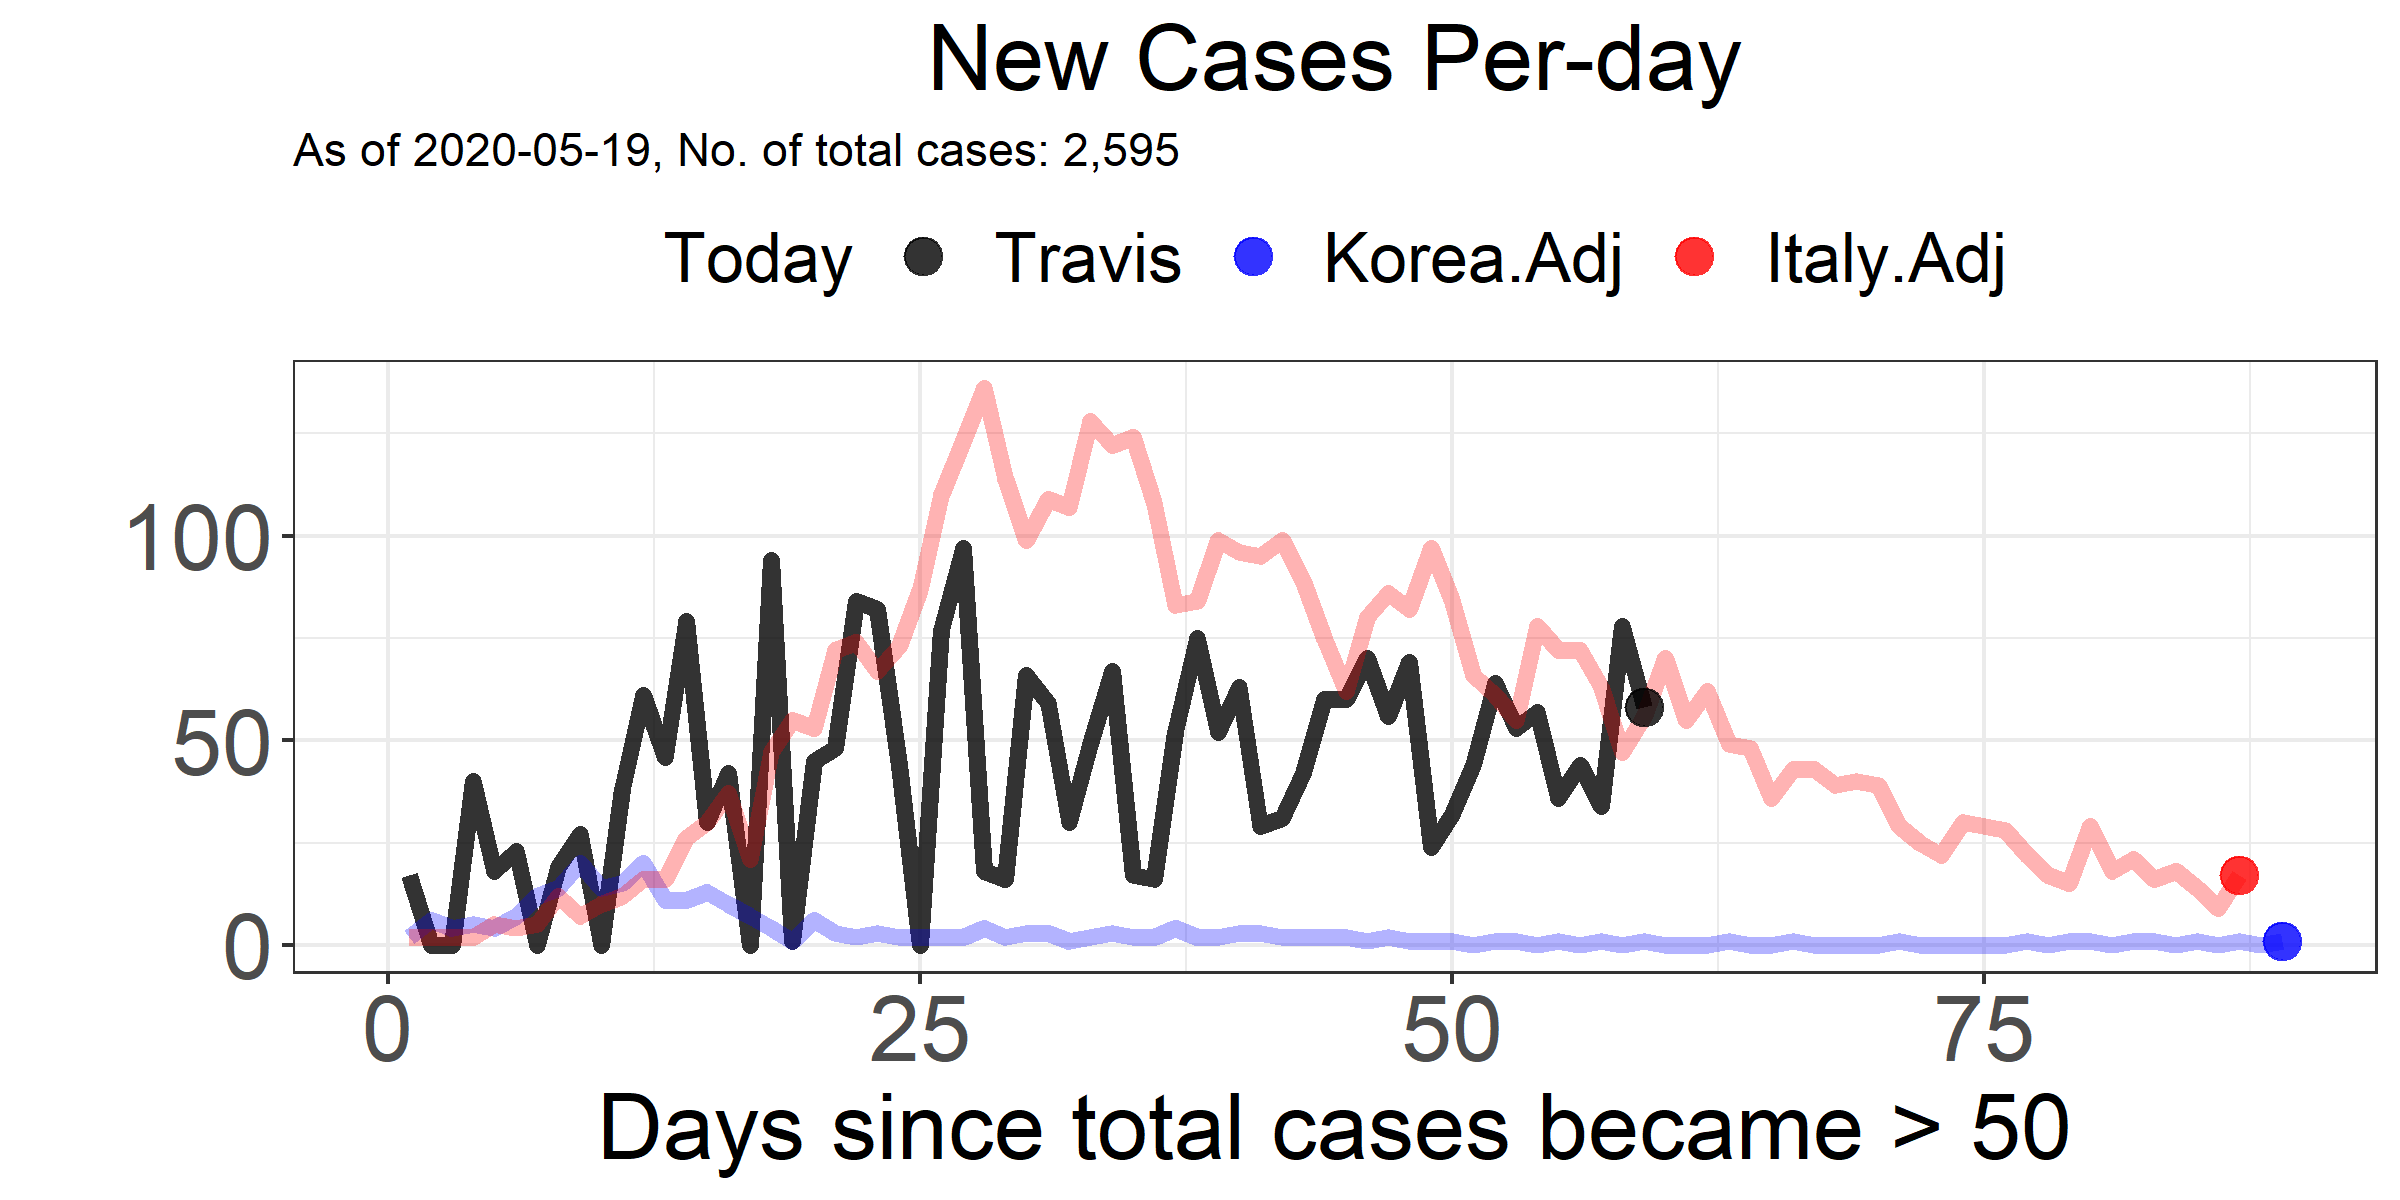 New Cases Per-day
As of 2020-05-19, No. of total cases: 2,595
Today Travis Korea.Adj Italy.Adj
100
50
0
0 25 50 75
Days since total cases became > 50